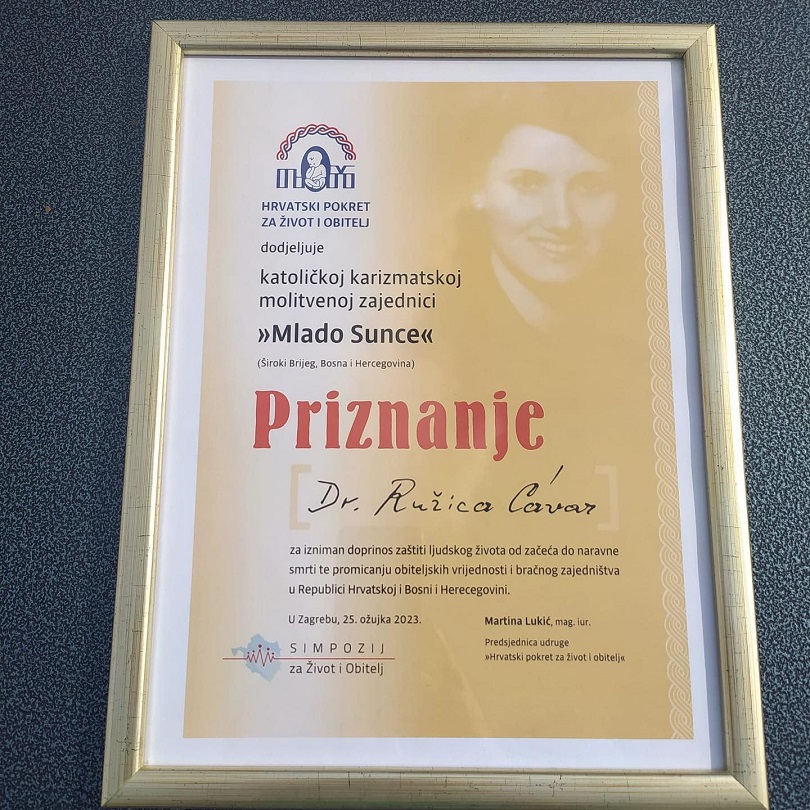 HRVATSKI POKRET
ZA ŽIVOT I OBITELJ
dodjeljuje
katoličkoj karizmatskoj
molitvenoj zajednici
»Mlado Sunce«
(Široki Brijeg, Bosna i Hercegovina)
Priznanje
[Dr. Ružica Ćavar]
za izniman doprinos zaštiti ljudskog života od začeća do naravne
smrti te promicanju obiteljskih vrijednosti i bračnog zajedništva
u Republici Hrvatskoj i Bosni i Herecegovini.
U Zagrebu, 25. ožujka 2023.
Martina Lukić, mag. iur.
Predsjednica udruge
»Hrvatski pokret za život i obitelj«
SIMPOZIJ
za Život i Obitelj